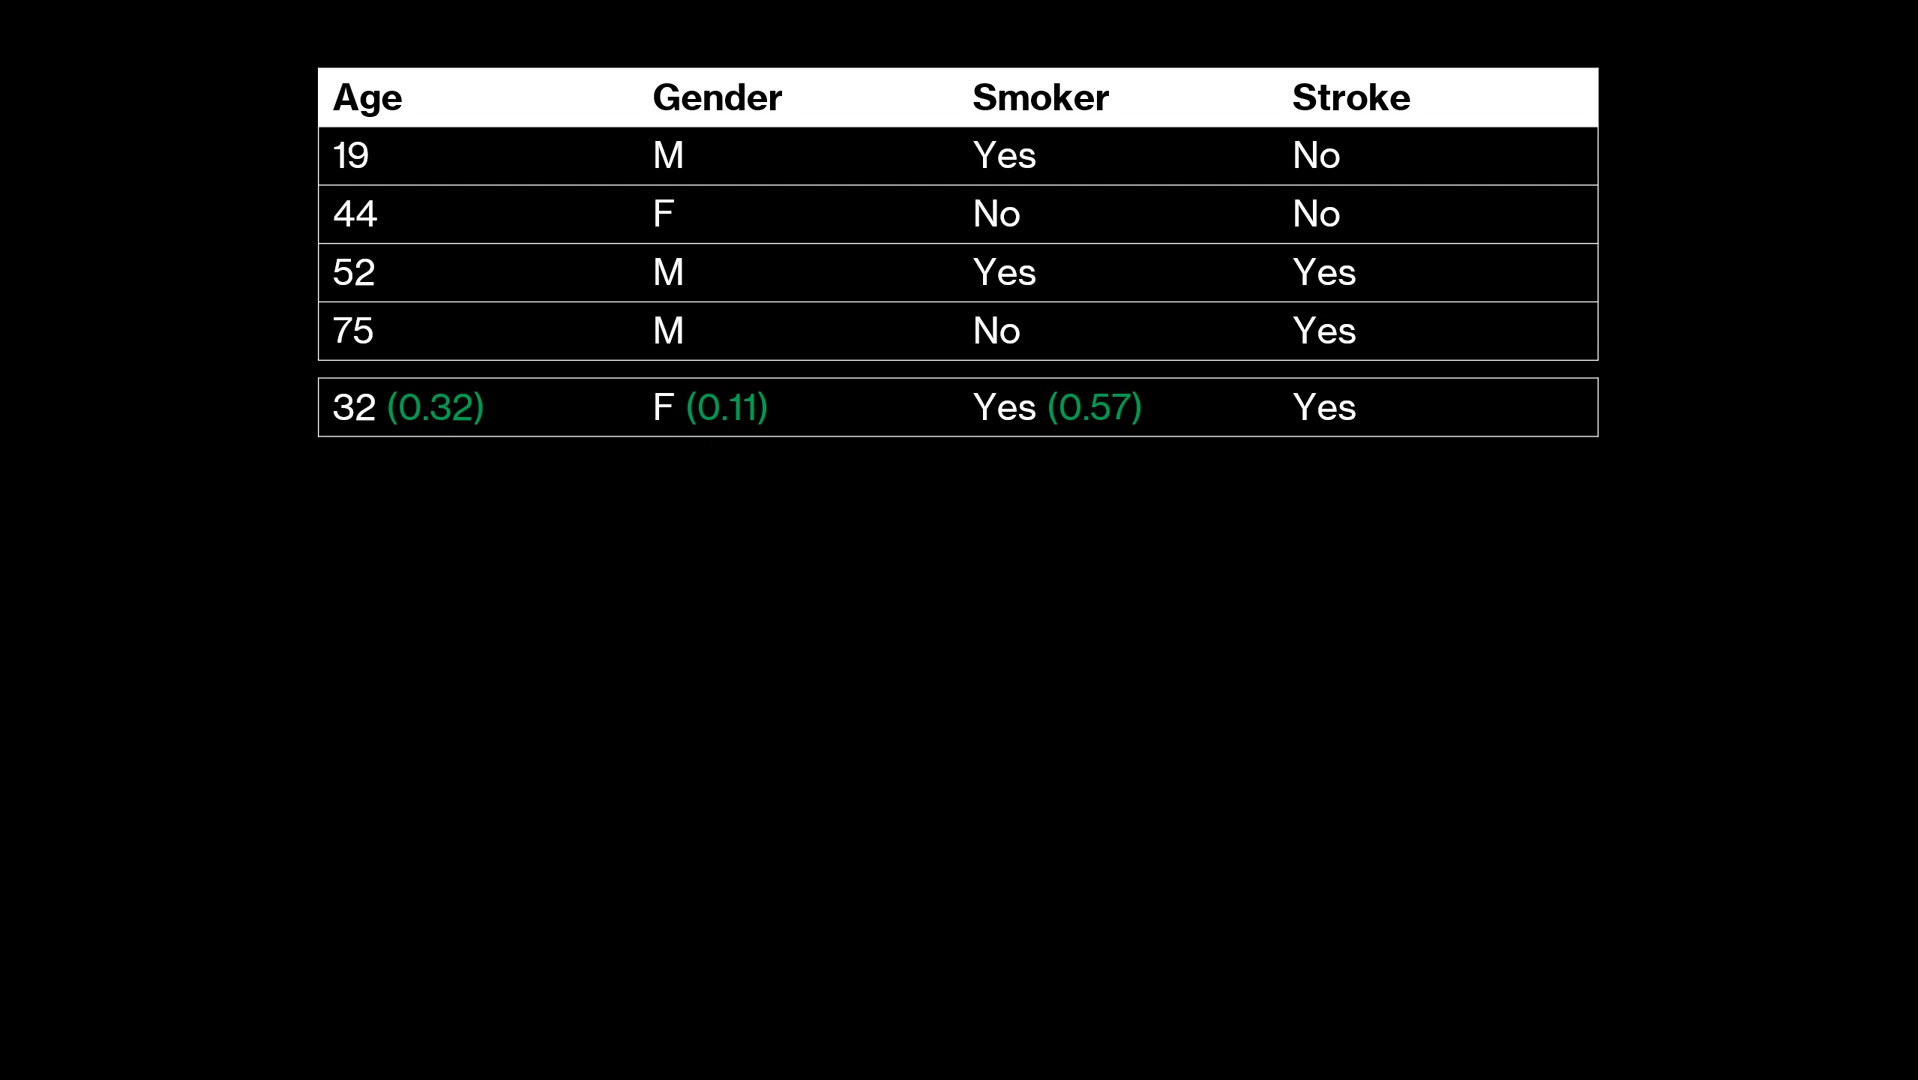 Age Gender Smoker Stroke
19 M Yes No
44 F No No
52 M Yes Yes
75 M No Yes
32 (0.32) F (0.11) Yes (0.57) Yes